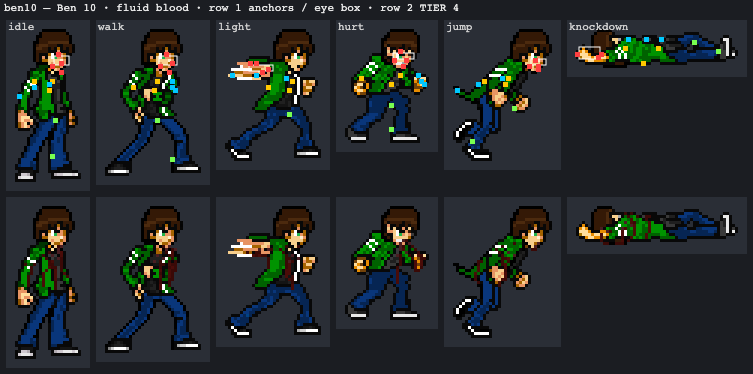 ben10 — Ben 10 · fluid blood · row 1 anchors / eye box · row 2 TIER 4
idle walk light hurt jump knockdown